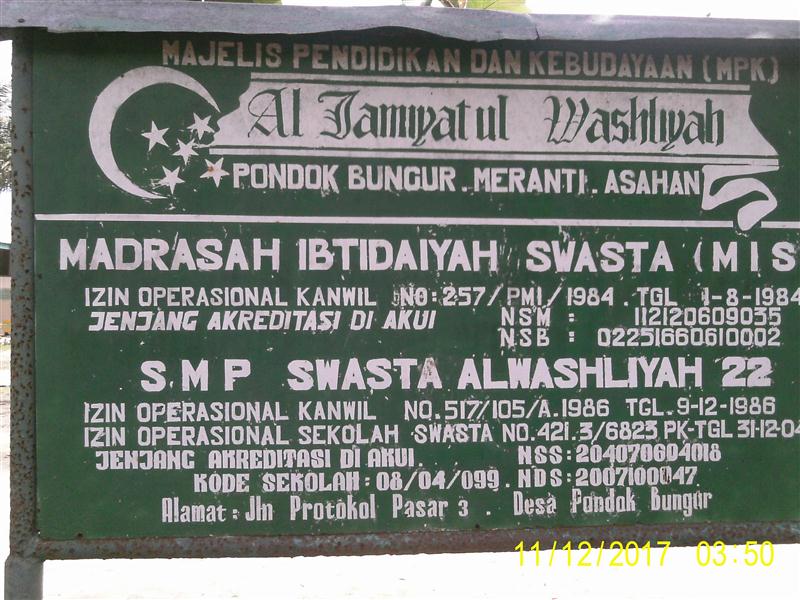 MAJELIS PENDIDIKAN DAN KEBUDAYAAN (MPK)
Al Jamiyatul Washliyah
PONDOK BUNGUR . MERANTI . ASAHAN
MADRASAH IBTIDAIYAH SWASTA (MIS
IZIN OPERASIONAL KANWIL NO: 257/PMI/1984 . TGL 1-8-1984
JENJANG AKREDITASI DI AKUI NSM : 112120609035
NSB : 02251660610002
SMP SWASTA ALWASHLIYAH 22
IZIN OPERASIONAL KANWIL NO.517/105/A.1986 TGL.9-12-1986
IZIN OPERASIONAL SEKOLAH SWASTA NO.421.3/6823 PK-TGL 31-12-04
JENJANG AKREDITASI DI AKUI NSS:204070604018
KODE SEKOLAH: 08/04/099. NDS:2007100047.
Alamat : Jln Protokol Pasar 3 . Desa Pondok Bungur
11/12/2017 03:50